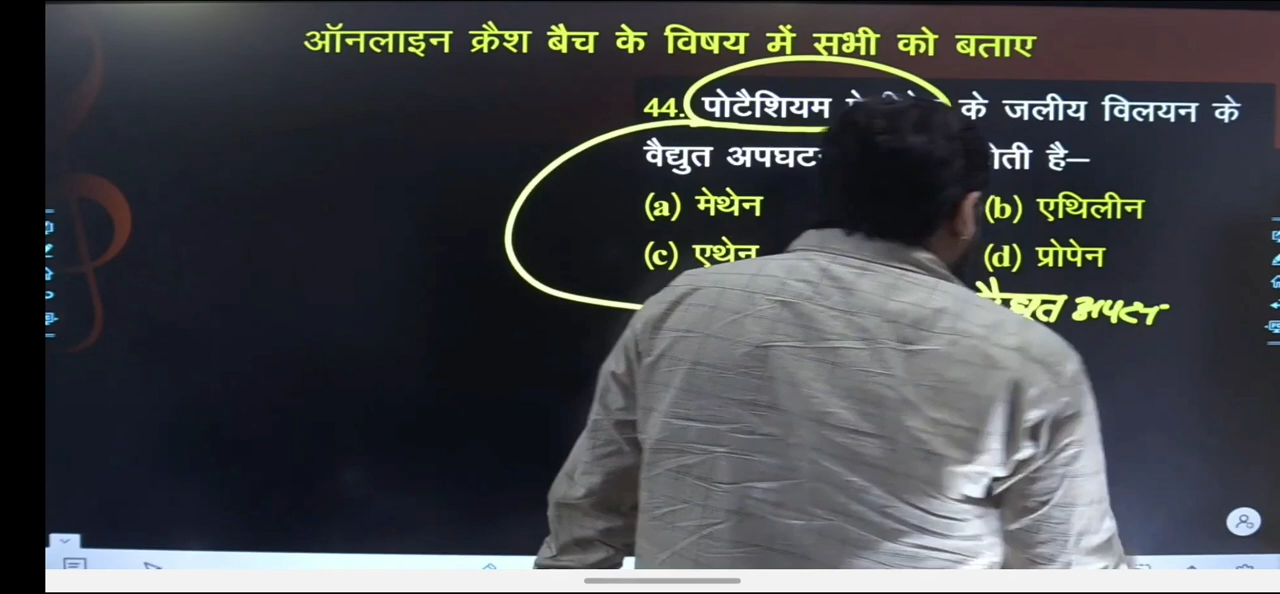 ऑनलाइन क्रैश बैच के विषय में सभी को बताए
44. पोटैशियम के जलीय विलयन के
वैद्युत अपघट ोती है–
(a) मेथेन (b) एथिलीन
(c) एथेन (d) प्रोपेन